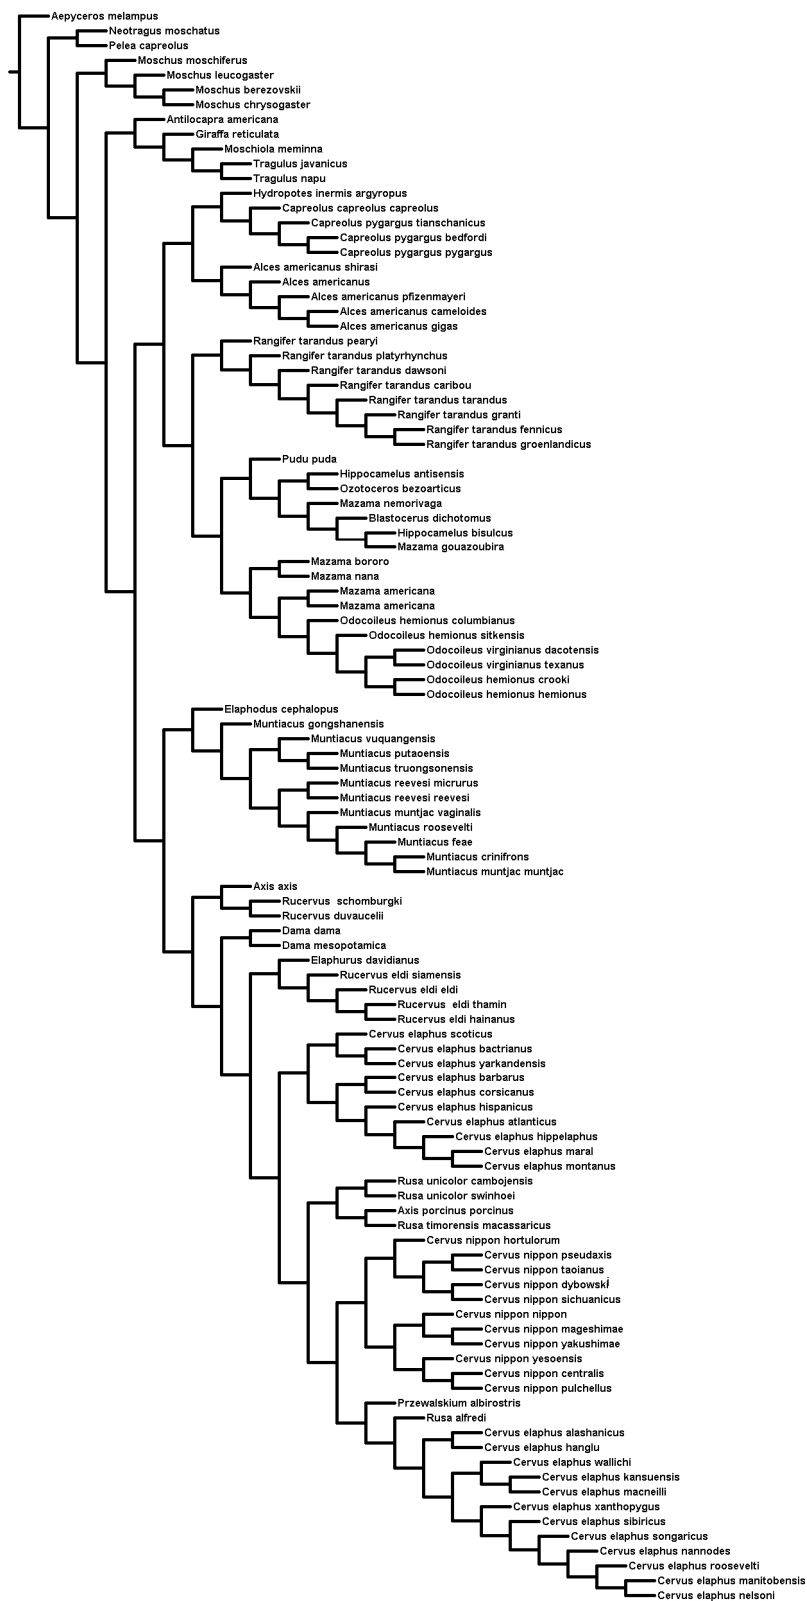 Aepyceros melampus
Neotragus moschatus
Pelea capreolus
Moschus moschiferus
Moschus leucogaster
Moschus berezovskii
Moschus chrysogaster
Antilocapra americana
Giraffa reticulata
Moschiola meminna
Tragulus javanicus
Tragulus napu
Hydropotes inermis argyropus
Capreolus capreolus capreolus
Capreolus pygargus tianschanicus
Capreolus pygargus bedfordi
Capreolus pygargus pygargus
Alces americanus shirasi
Alces americanus
Alces americanus pfizenmayeri
Alces americanus cameloides
Alces americanus gigas
Rangifer tarandus pearyi
Rangifer tarandus platyrhynchus
Rangifer tarandus dawsoni
Rangifer tarandus caribou
Rangifer tarandus tarandus
Rangifer tarandus granti
Rangifer tarandus fennicus
Rangifer tarandus groenlandicus
Pudu puda
Hippocamelus antisensis
Ozotoceros bezoarticus
Mazama nemorivaga
Blastocerus dichotomus
Hippocamelus bisulcus
Mazama gouazoubira
Mazama bororo
Mazama nana
Mazama americana
Mazama americana
Odocoileus hemionus columbianus
Odocoileus hemionus sitkensis
Odocoileus virginianus dacotensis
Odocoileus virginianus texanus
Odocoileus hemionus crooki
Odocoileus hemionus hemionus
Elaphodus cephalopus
Muntiacus gongshanensis
Muntiacus vuquangensis
Muntiacus putaoensis
Muntiacus truongsonensis
Muntiacus reevesi micrurus
Muntiacus reevesi reevesi
Muntiacus muntjac vaginalis
Muntiacus roosevelti
Muntiacus feae
Muntiacus crinifrons
Muntiacus muntjac muntjac
Axis axis
Rucervus  schomburgki
Rucervus duvaucelii
Dama dama
Dama mesopotamica
Elaphurus davidianus
Rucervus eldi siamensis
Rucervus eldi eldi
Rucervus  eldi thamin
Rucervus eldi hainanus
Cervus elaphus scoticus
Cervus elaphus bactrianus
Cervus elaphus yarkandensis
Cervus elaphus barbarus
Cervus elaphus corsicanus
Cervus elaphus hispanicus
Cervus elaphus atlanticus
Cervus elaphus hippelaphus
Cervus elaphus maral
Cervus elaphus montanus
Rusa unicolor cambojensis
Rusa unicolor swinhoei
Axis porcinus porcinus
Rusa timorensis macassaricus
Cervus nippon hortulorum
Cervus nippon pseudaxis
Cervus nippon taoianus
Cervus nippon dybowski
Cervus nippon sichuanicus
Cervus nippon nippon
Cervus nippon mageshimae
Cervus nippon yakushimae
Cervus nippon yesoensis
Cervus nippon centralis
Cervus nippon pulchellus
Przewalskium albirostris
Rusa alfredi
Cervus elaphus alashanicus
Cervus elaphus hanglu
Cervus elaphus wallichi
Cervus elaphus kansuensis
Cervus elaphus macneilli
Cervus elaphus xanthopygus
Cervus elaphus sibiricus
Cervus elaphus songaricus
Cervus elaphus nannodes
Cervus elaphus roosevelti
Cervus elaphus manitobensis
Cervus elaphus nelsoni